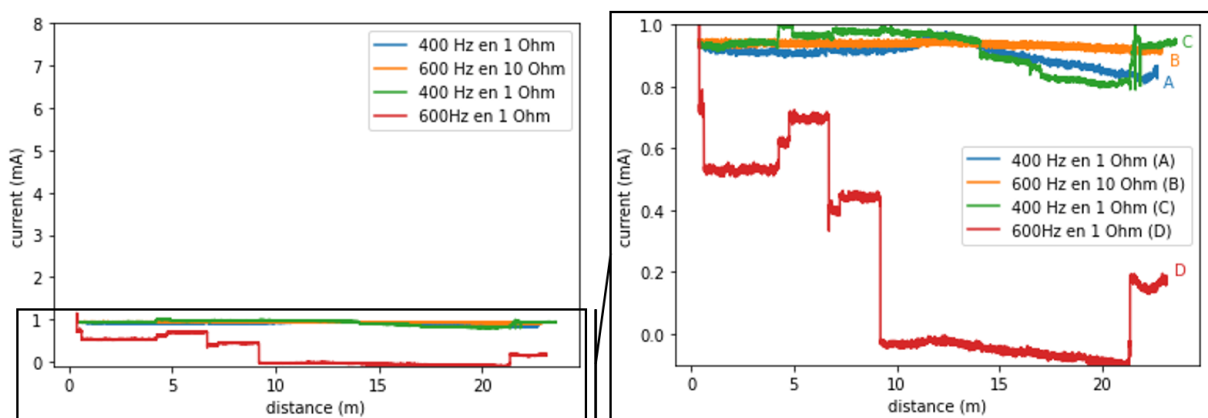 8
7
6
5
4
3
2
1
0
current (mA)
400 Hz en 1 Ohm
600 Hz en 10 Ohm
400 Hz en 1 Ohm
600Hz en 1 Ohm
0 5 10 15 20
distance (m)
1.0
0.8
0.6
0.4
0.2
0.0
current (mA)
C
B
A
400 Hz en 1 Ohm (A)
600 Hz en 10 Ohm (B)
400 Hz en 1 Ohm (C)
600Hz en 1 Ohm (D)
D
0 5 10 15 20
distance (m)